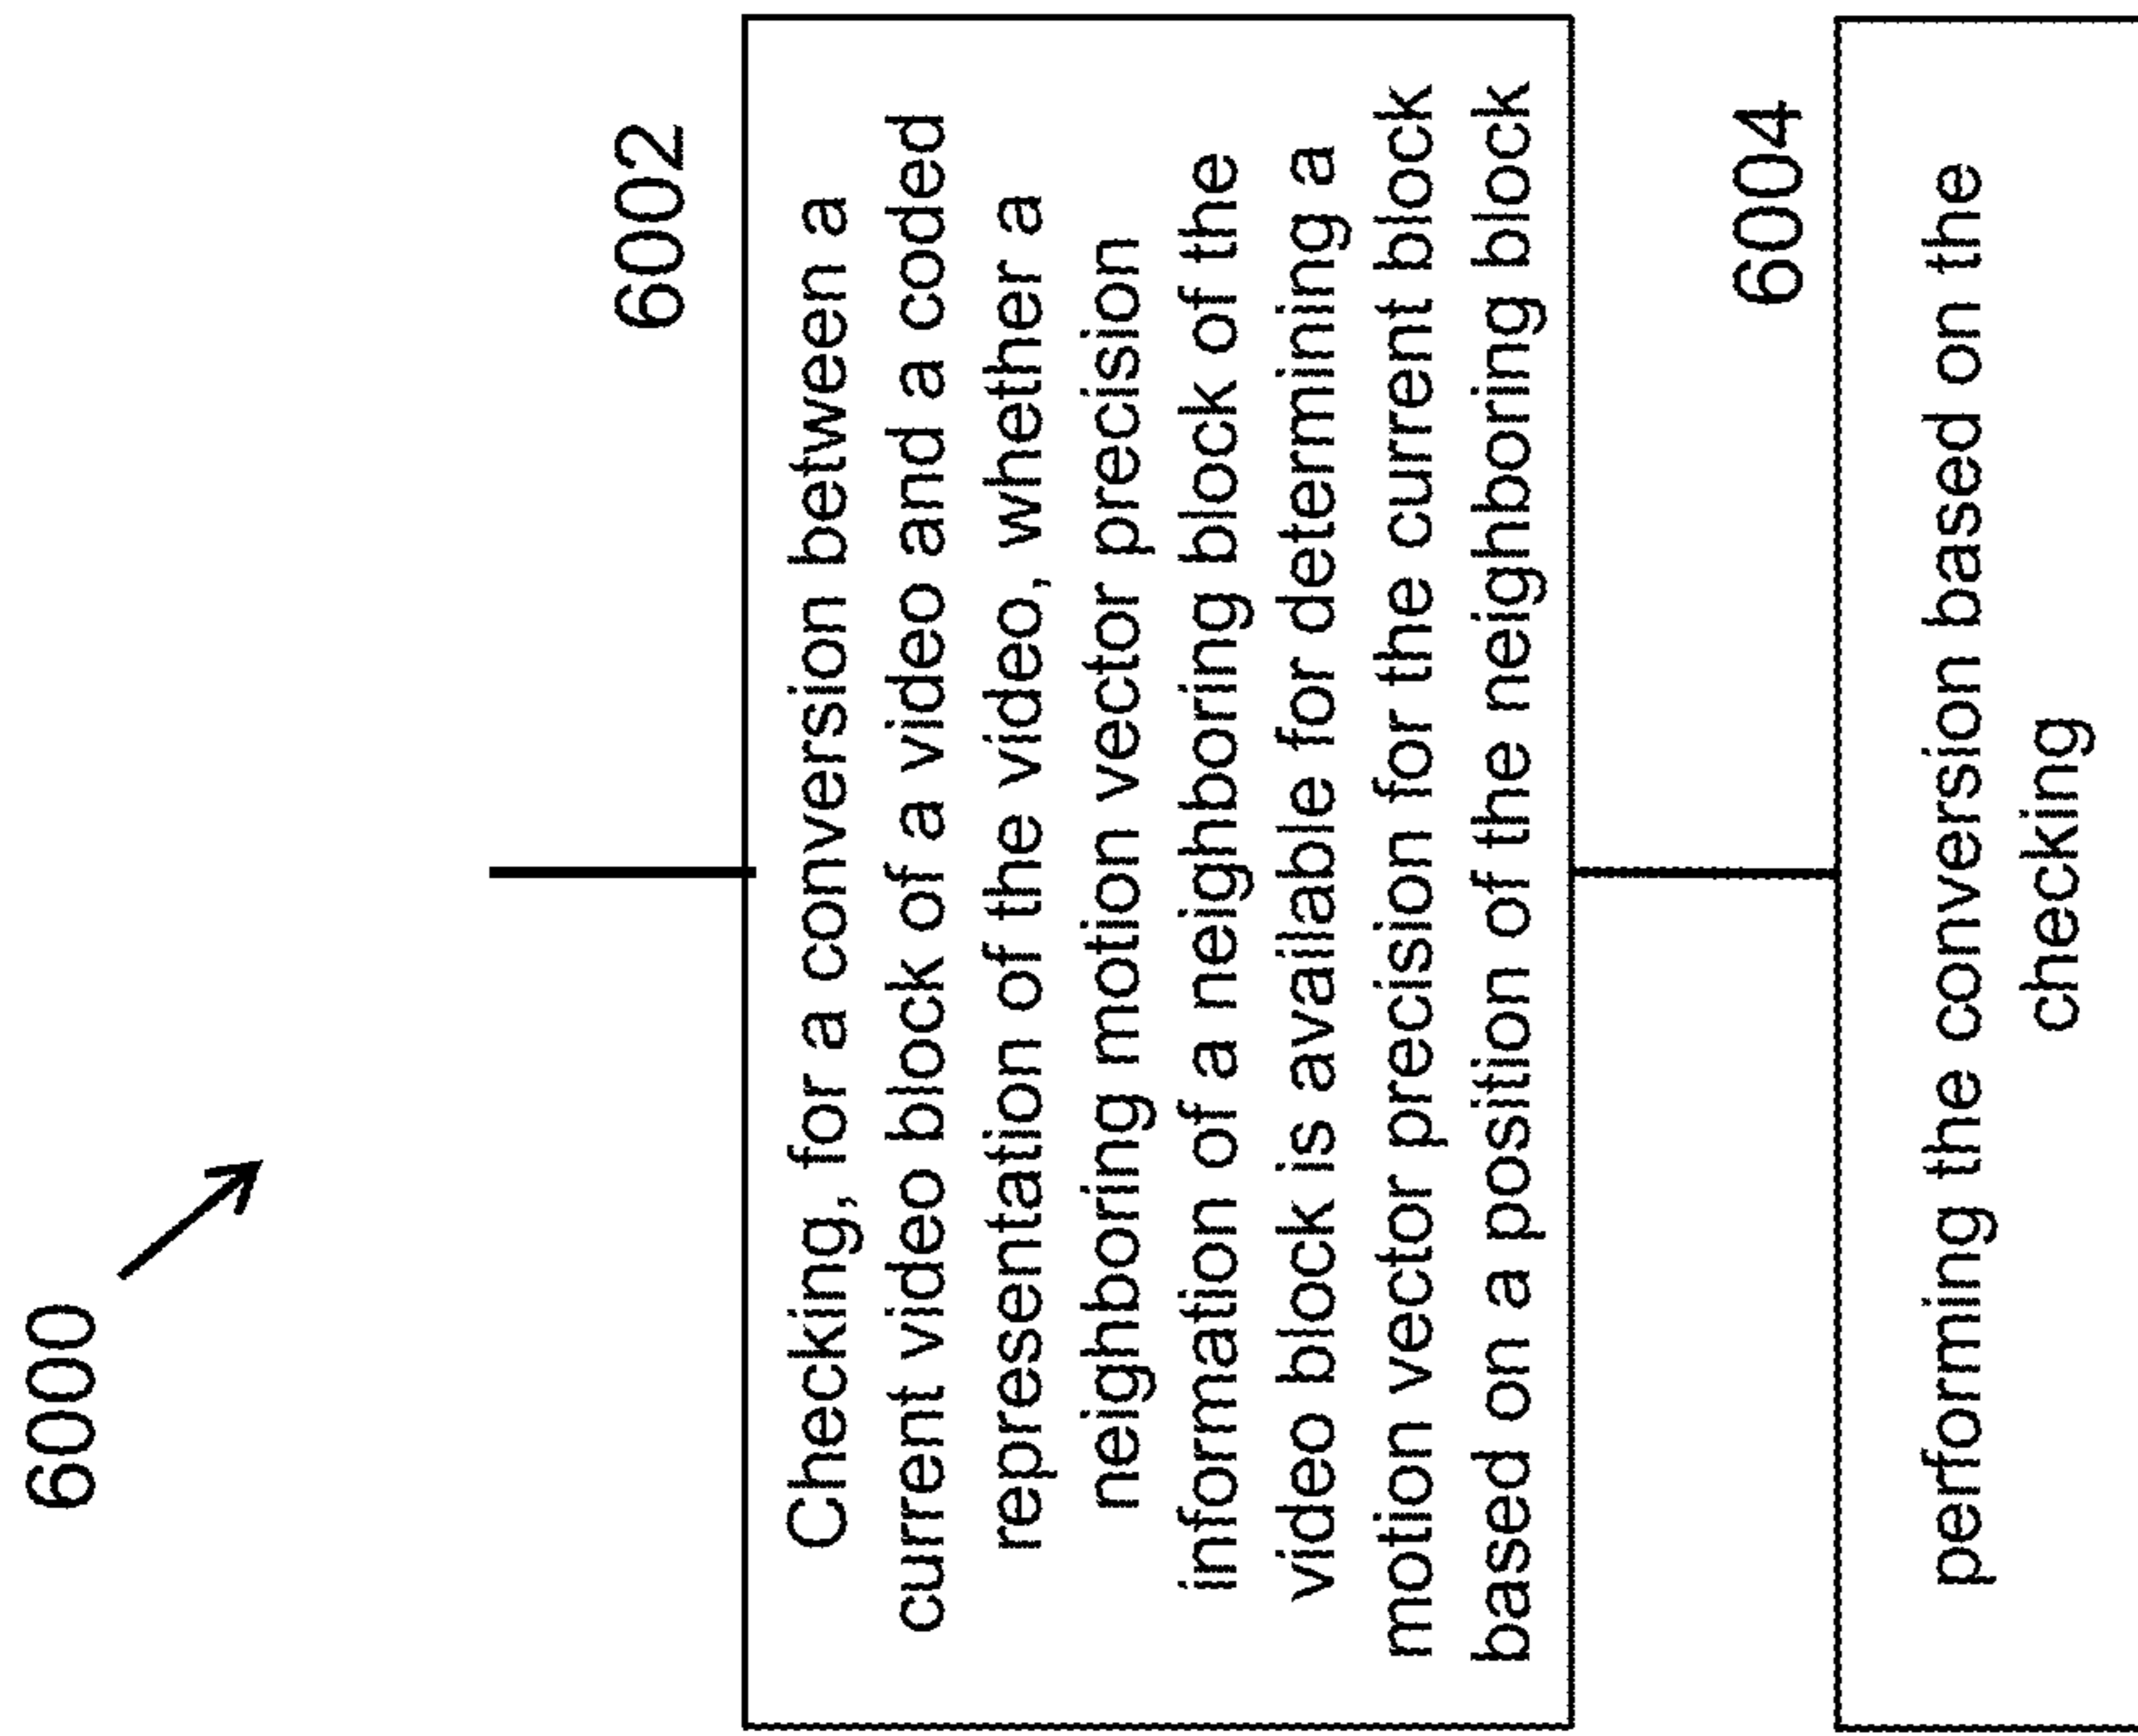 6000
6002
Checking, for a conversion between a
current video block of a video and a coded
representation of the video, whether a
neighboring motion vector precision
information of a neighboring block of the
video block is available for determining a
motion vector precision for the current block
based on a position of the neighboring block
6004
performing the conversion based on the
checking